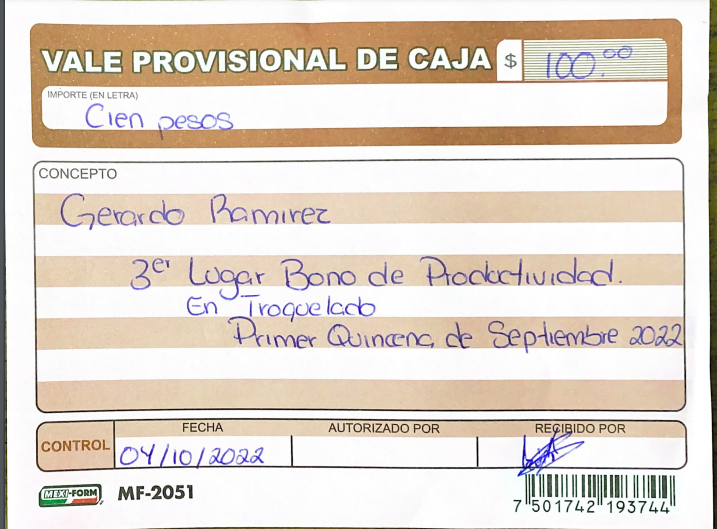 VALE PROVISIONAL DE CAJA $ 100.00
IMPORTE (EN LETRA)
Cien pesos
CONCEPTO
Gerardo Ramirez
3er Lugar Bono de Productividad.
En Troquelado
Primer Quincena de Septiembre 2022
CONTROL
FECHA
04/10/2022
AUTORIZADO POR
RECIBIDO POR
MEXI-FORM MF-2051
7 501742 193744